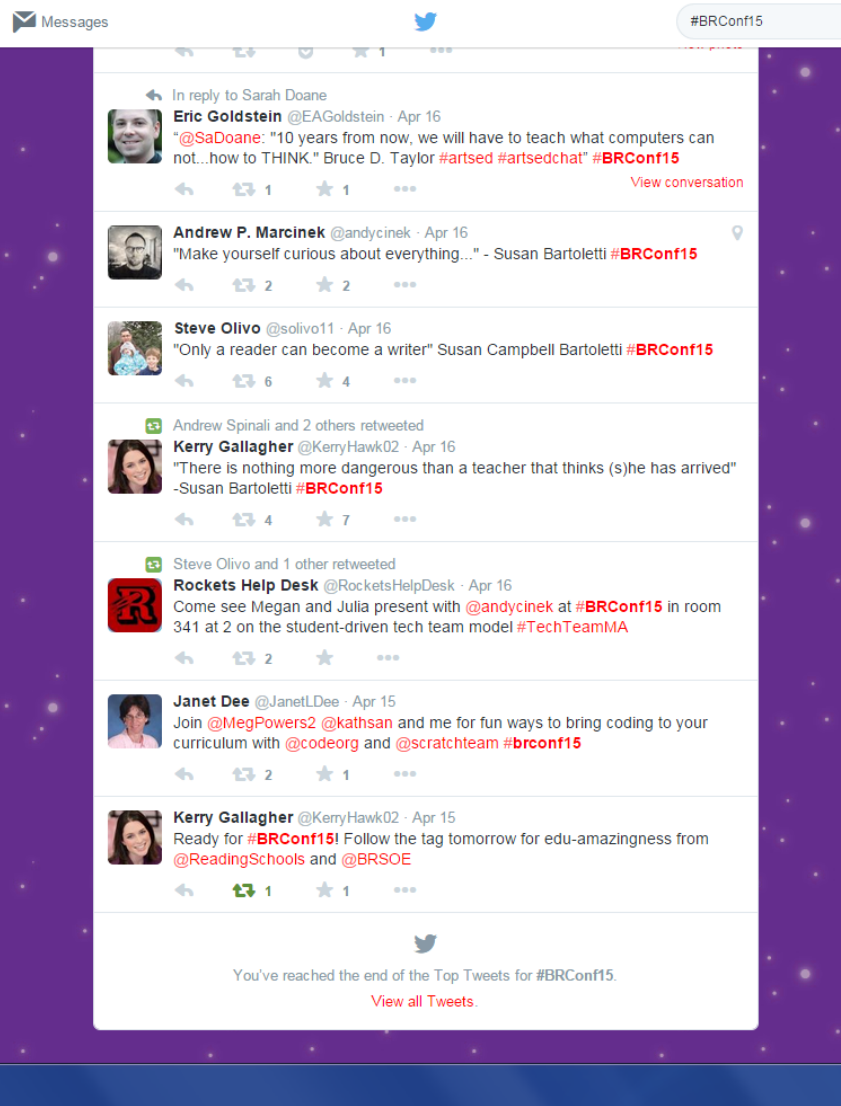 Messages
#BRConf15
1
In reply to Sarah Doane
Eric Goldstein @EAGoldstein · Apr 16
“@SaDoane: "10 years from now, we will have to teach what computers can
not...how to THINK." Bruce D. Taylor #artsed #artsedchat” #BRConf15
1 1
View conversation
Andrew P. Marcinek @andycinek · Apr 16
"Make yourself curious about everything..." - Susan Bartoletti #BRConf15
2 2
Steve Olivo @solivo11 · Apr 16
"Only a reader can become a writer" Susan Campbell Bartoletti #BRConf15
6 4
Andrew Spinali and 2 others retweeted
Kerry Gallagher @KerryHawk02 · Apr 16
"There is nothing more dangerous than a teacher that thinks (s)he has arrived"
-Susan Bartoletti #BRConf15
4 7
Steve Olivo and 1 other retweeted
Rockets Help Desk @RocketsHelpDesk · Apr 16
Come see Megan and Julia present with @andycinek at #BRConf15 in room
341 at 2 on the student-driven tech team model #TechTeamMA
2
Janet Dee @JanetLDee · Apr 15
Join @MegPowers2 @kathsan and me for fun ways to bring coding to your
curriculum with @codeorg and @scratchteam #brconf15
2 1
Kerry Gallagher @KerryHawk02 · Apr 15
Ready for #BRConf15! Follow the tag tomorrow for edu-amazingness from
@ReadingSchools and @BRSOE
1 1
You've reached the end of the Top Tweets for #BRConf15.
View all Tweets.